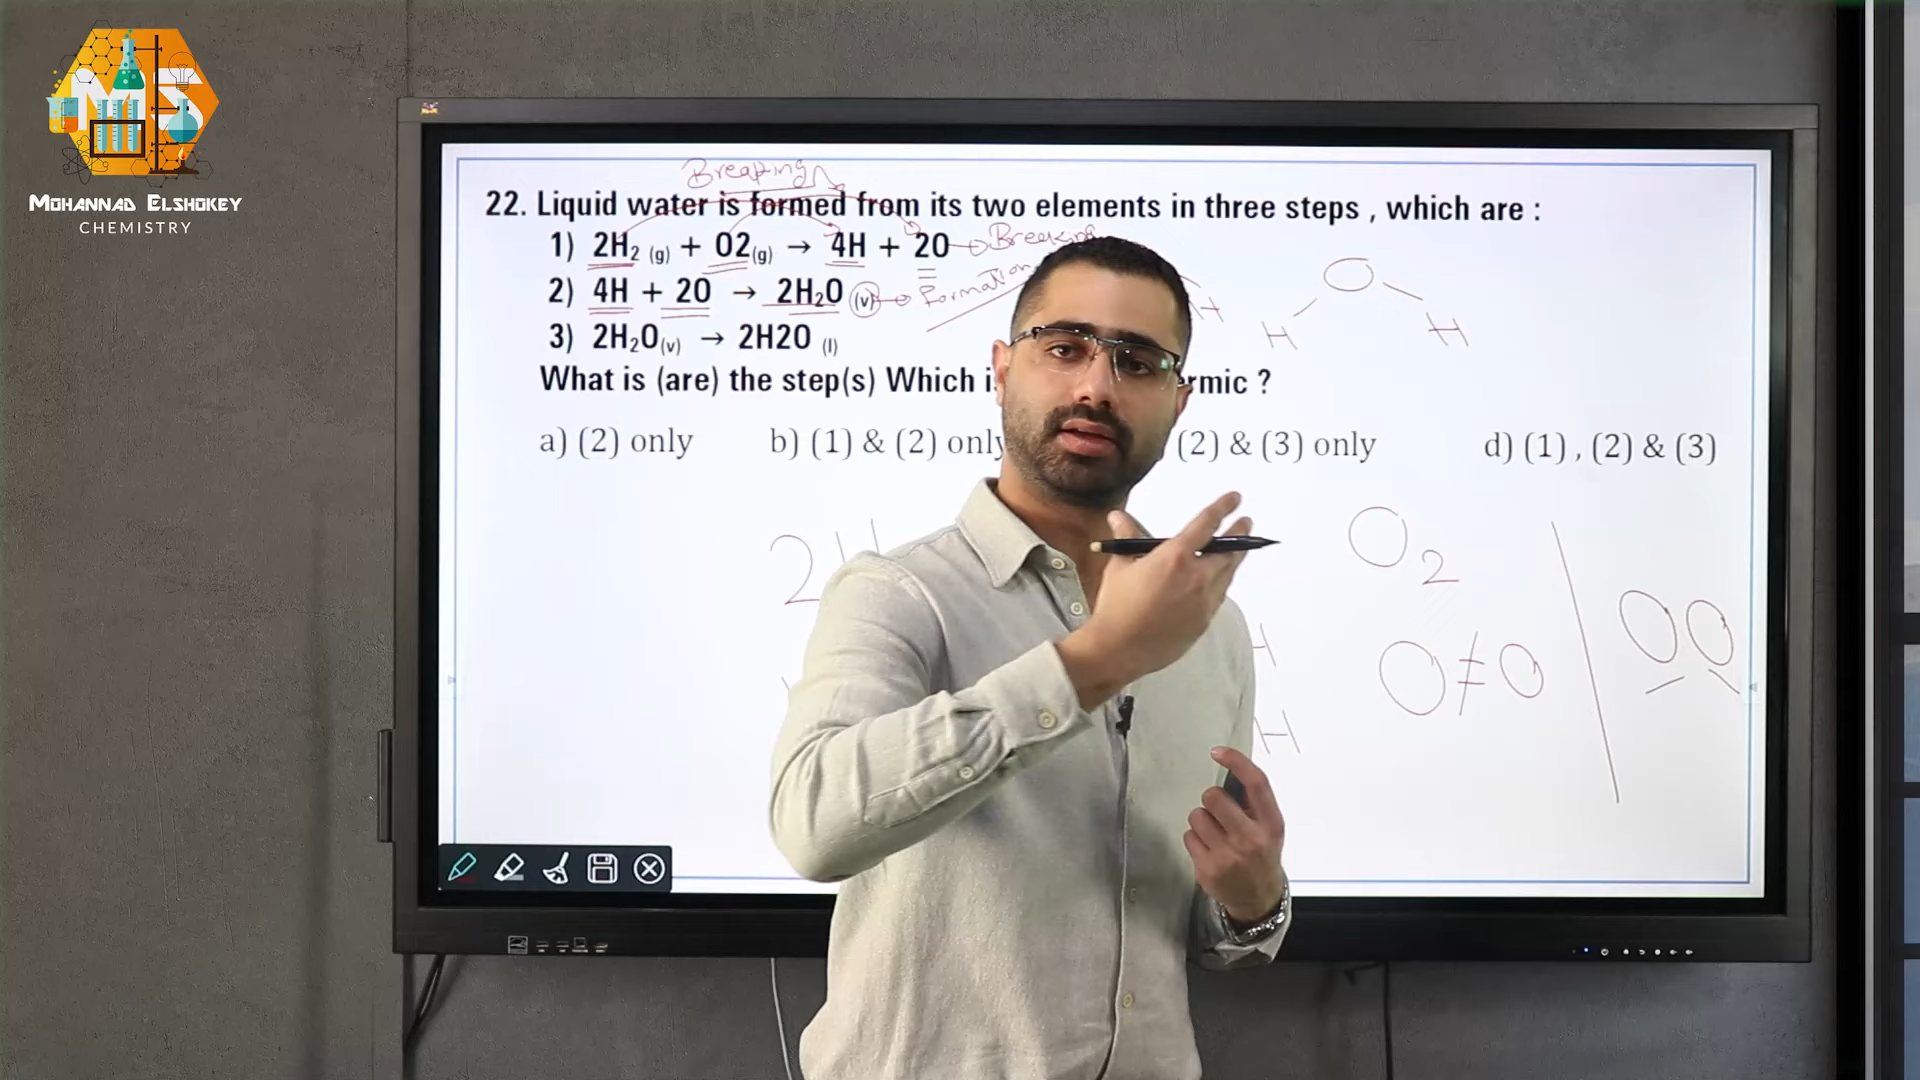 MS
MOHANNAD ELSHOKEY
CHEMISTRY
Breaking
22. Liquid water is formed from its two elements in three steps , which are :
1) 2H₂ (g) + O2(g) → 4H + 2O Breaking
2) 4H + 2O → 2H₂O (v) Formation
3) 2H₂O(v) → 2H2O (l)
What is (are) the step(s) Which
a) (2) only b) (1) & (2) only (2) & (3) only d) (1) , (2) & (3)
O
H H H
2H O₂
O O
H
O = O
H